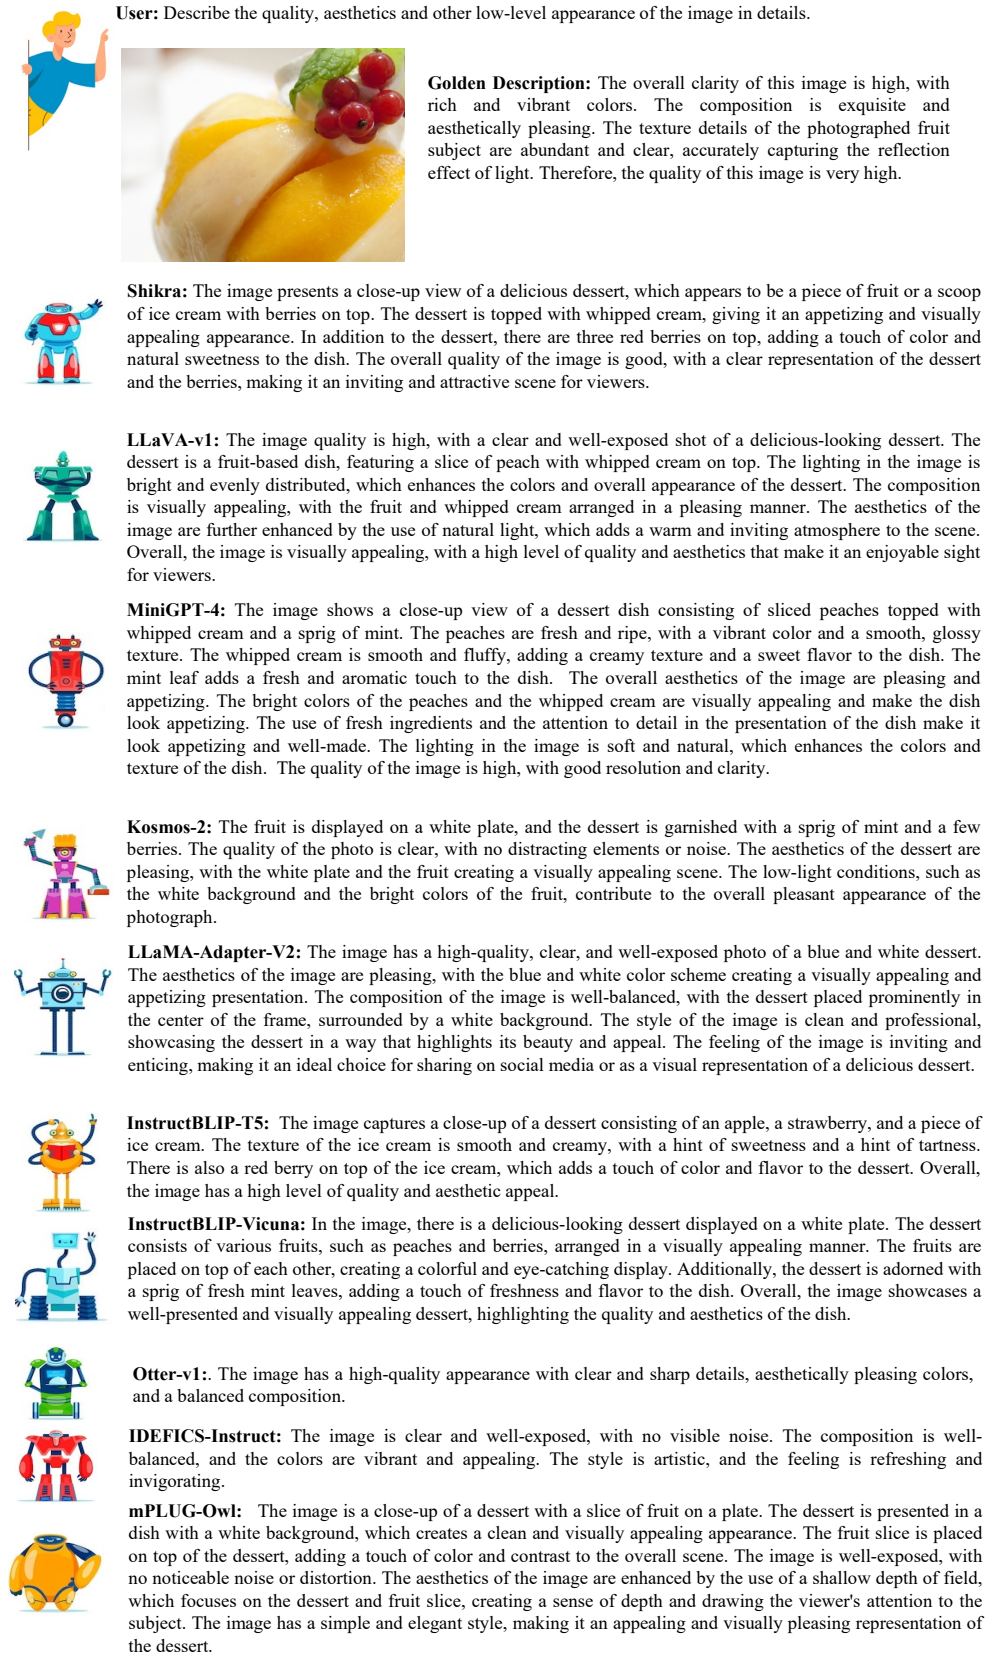 User: Describe the quality, aesthetics and other low-level appearance of the image in details.
Golden Description: The overall clarity of this image is high, with
rich and vibrant colors. The composition is exquisite and
aesthetically pleasing. The texture details of the photographed fruit
subject are abundant and clear, accurately capturing the reflection
effect of light. Therefore, the quality of this image is very high.
Shikra: The image presents a close-up view of a delicious dessert, which appears to be a piece of fruit or a scoop
of ice cream with berries on top. The dessert is topped with whipped cream, giving it an appetizing and visually
appealing appearance. In addition to the dessert, there are three red berries on top, adding a touch of color and
natural sweetness to the dish. The overall quality of the image is good, with a clear representation of the dessert
and the berries, making it an inviting and attractive scene for viewers.
LLaVA-v1: The image quality is high, with a clear and well-exposed shot of a delicious-looking dessert. The
dessert is a fruit-based dish, featuring a slice of peach with whipped cream on top. The lighting in the image is
bright and evenly distributed, which enhances the colors and overall appearance of the dessert. The composition
is visually appealing, with the fruit and whipped cream arranged in a pleasing manner. The aesthetics of the
image are further enhanced by the use of natural light, which adds a warm and inviting atmosphere to the scene.
Overall, the image is visually appealing, with a high level of quality and aesthetics that make it an enjoyable sight
for viewers.
MiniGPT-4: The image shows a close-up view of a dessert dish consisting of sliced peaches topped with
whipped cream and a sprig of mint. The peaches are fresh and ripe, with a vibrant color and a smooth, glossy
texture. The whipped cream is smooth and fluffy, adding a creamy texture and a sweet flavor to the dish. The
mint leaf adds a fresh and aromatic touch to the dish. The overall aesthetics of the image are pleasing and
appetizing. The bright colors of the peaches and the whipped cream are visually appealing and make the dish
look appetizing. The use of fresh ingredients and the attention to detail in the presentation of the dish make it
look appetizing and well-made. The lighting in the image is soft and natural, which enhances the colors and
texture of the dish. The quality of the image is high, with good resolution and clarity.
Kosmos-2: The fruit is displayed on a white plate, and the dessert is garnished with a sprig of mint and a few
berries. The quality of the photo is clear, with no distracting elements or noise. The aesthetics of the dessert are
pleasing, with the white plate and the fruit creating a visually appealing scene. The low-light conditions, such as
the white background and the bright colors of the fruit, contribute to the overall pleasant appearance of the
photograph.
LLaMA-Adapter-V2: The image has a high-quality, clear, and well-exposed photo of a blue and white dessert.
The aesthetics of the image are pleasing, with the blue and white color scheme creating a visually appealing and
appetizing presentation. The composition of the image is well-balanced, with the dessert placed prominently in
the center of the frame, surrounded by a white background. The style of the image is clean and professional,
showcasing the dessert in a way that highlights its beauty and appeal. The feeling of the image is inviting and
enticing, making it an ideal choice for sharing on social media or as a visual representation of a delicious dessert.
InstructBLIP-T5: The image captures a close-up of a dessert consisting of an apple, a strawberry, and a piece of
ice cream. The texture of the ice cream is smooth and creamy, with a hint of sweetness and a hint of tartness.
There is also a red berry on top of the ice cream, which adds a touch of color and flavor to the dessert. Overall,
the image has a high level of quality and aesthetic appeal.
InstructBLIP-Vicuna: In the image, there is a delicious-looking dessert displayed on a white plate. The dessert
consists of various fruits, such as peaches and berries, arranged in a visually appealing manner. The fruits are
placed on top of each other, creating a colorful and eye-catching display. Additionally, the dessert is adorned with
a sprig of fresh mint leaves, adding a touch of freshness and flavor to the dish. Overall, the image showcases a
well-presented and visually appealing dessert, highlighting the quality and aesthetics of the dish.
Otter-v1:. The image has a high-quality appearance with clear and sharp details, aesthetically pleasing colors,
and a balanced composition.
IDEFICS-Instruct: The image is clear and well-exposed, with no visible noise. The composition is well-
balanced, and the colors are vibrant and appealing. The style is artistic, and the feeling is refreshing and
invigorating.
mPLUG-Owl: The image is a close-up of a dessert with a slice of fruit on a plate. The dessert is presented in a
dish with a white background, which creates a clean and visually appealing appearance. The fruit slice is placed
on top of the dessert, adding a touch of color and contrast to the overall scene. The image is well-exposed, with
no noticeable noise or distortion. The aesthetics of the image are enhanced by the use of a shallow depth of field,
which focuses on the dessert and fruit slice, creating a sense of depth and drawing the viewer's attention to the
subject. The image has a simple and elegant style, making it an appealing and visually pleasing representation of
the dessert.